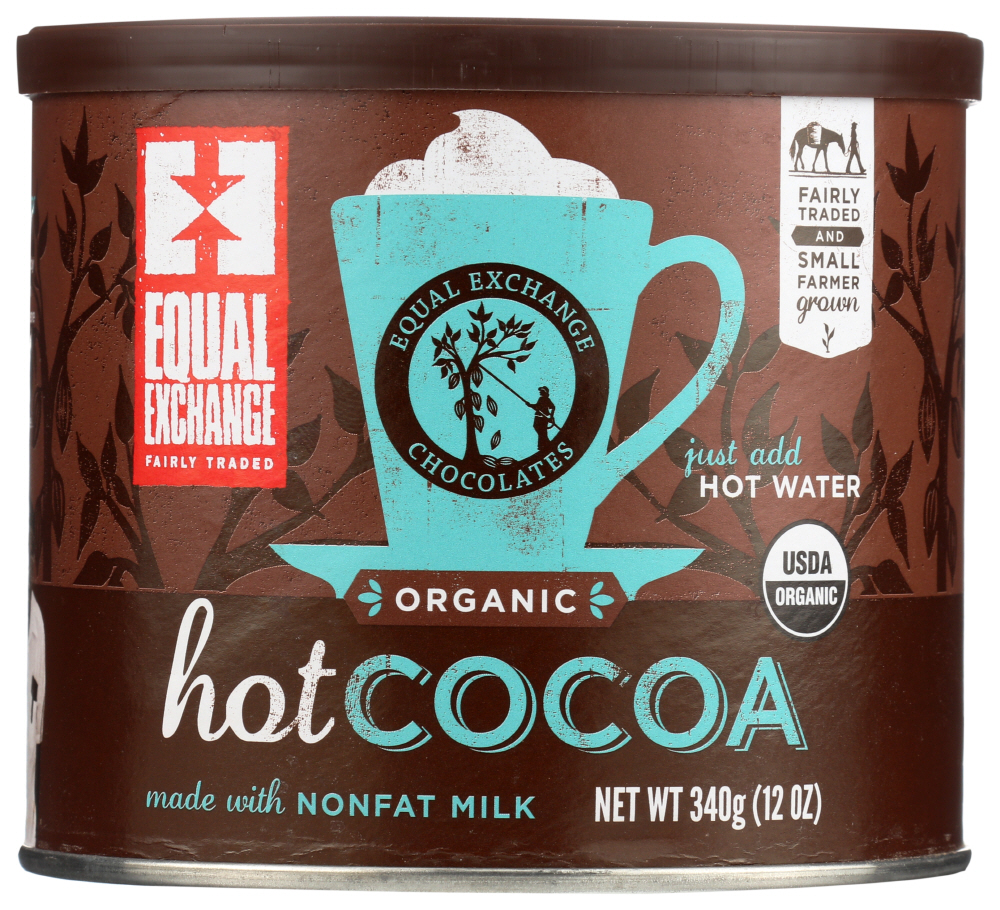 EQUAL
EXCHANGE
FAIRLY TRADED
EQUAL EXCHANGE
CHOCOLATES
FAIRLY
TRADED
AND
SMALL
FARMER
grown
just add
HOT WATER
USDA
ORGANIC
ORGANIC
hot COCOA
made with NONFAT MILK
NET WT 340g (12 OZ)